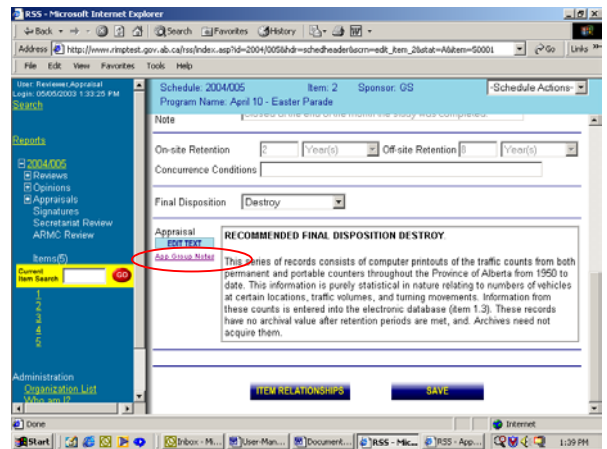 RSS - Microsoft Internet Explorer
Back Search Favorites History
Address http://www.rimptest.gov.ab.ca/rss/index.asp?id=2004/005&hdr=schedheader&scrn=edit_item_2&stat=A&item=50001 Go Links »
File Edit View Favorites Tools Help
User: Reviewer,Appraisal
Login: 05/05/2003 1:33:25 PM
Search
Reports
2004/005
Reviews
Opinions
Appraisals
Signatures
Secretariat Review
ARMC Review
Items(5)
Current
Item Search GO
1
2
3
4
5
Administration
Organization List
Who am I?
Schedule: 2004/005 Item: 2 Sponsor: GS -Schedule Actions-
Program Name: April 10 - Easter Parade
Note closed of the end of the month the study was completed.
On-site Retention 2 Year(s) Off-site Retention 8 Year(s)
Concurrence Conditions
Final Disposition Destroy
Appraisal
EDIT TEXT
App Group Notes
RECOMMENDED FINAL DISPOSITION DESTROY.
This series of records consists of computer printouts of the traffic counts from both
permanent and portable counters throughout the Province of Alberta from 1950 to
date. This information is purely statistical in nature relating to numbers of vehicles
at certain locations, traffic volumes, and turning movements. Information from
these counts is entered into the electronic database (item 1.3). These records
have no archival value after retention periods are met, and. Archives need not
acquire them.
ITEM RELATIONSHIPS SAVE
Done Internet
Start Inbox - M... User-Man... Document... RSS - Mic... RSS - App... 1:39 PM